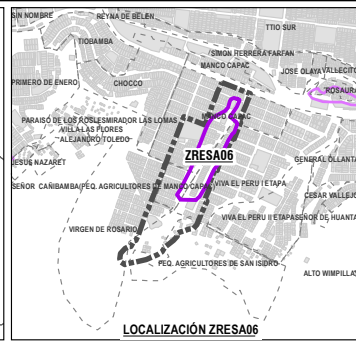 SIN NOMBRE
REYNA DE BELEN
TTIO SUR
TIOBAMBA
SIMON HERRERA FARFAN
MANCO CAPAC
JOSE OLAYA
VALLECITO
PRIMERO DE ENERO
CHOCCO
ROSAURA
PARAISO DE LOS ROSLES
MIRADOR LAS LOMAS
MANCO CAPAC
VILLA LAS FLORES
ALEJANDRO TOLEDO
ZRESA06
JESUS NAZARET
GENERAL OLLANTA
SEÑOR CAÑIBAMBA
PEQ. AGRICULTORES DE MANCO CAPAC
VIVA EL PERU I ETAPA
CESAR VALLEJO
VIVA EL PERU II ETAPA
SEÑOR DE HUANTA
VIRGEN DE ROSARIO
PEQ. AGRICULTORES DE SAN ISIDRO
ALTO WIMPILLAY
LOCALIZACIÓN ZRESA06